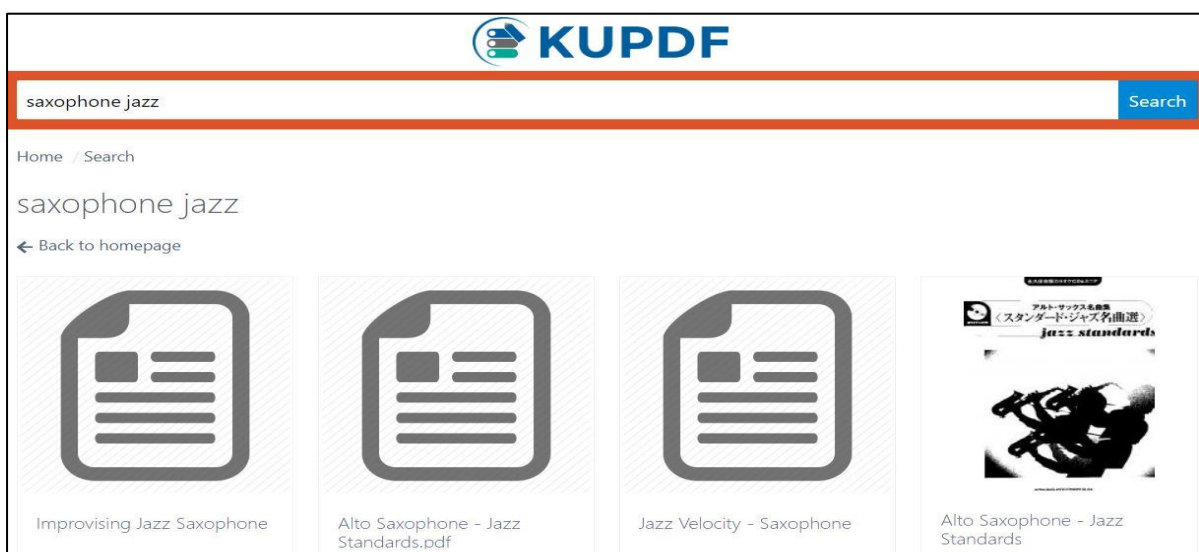 KUPDF
saxophone jazz
Search
Home / Search
saxophone jazz
← Back to homepage
アルト・サックス名曲集
〈スタンダード・ジャズ名曲選〉
jazz standards
Improvising Jazz Saxophone
Alto Saxophone - Jazz
Standards.pdf
Jazz Velocity - Saxophone
Alto Saxophone - Jazz
Standards